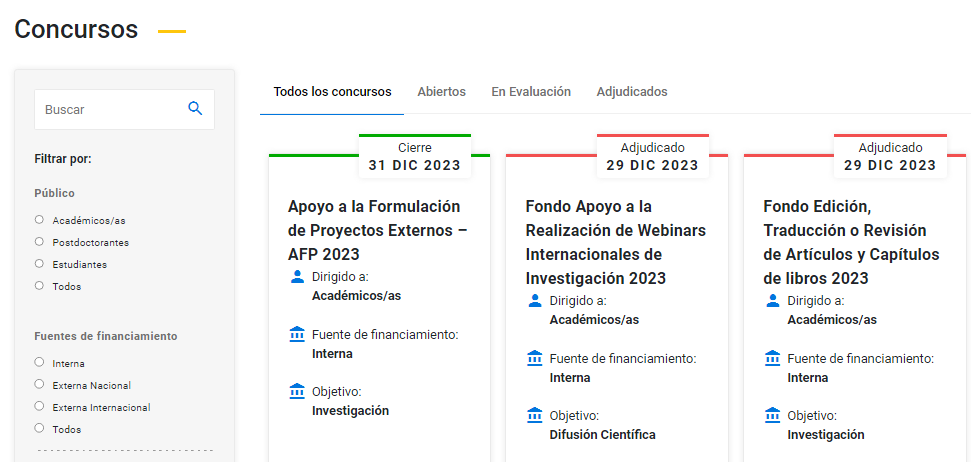 Concursos
Buscar
Filtrar por:
Público
Académicos/as
Postdoctorantes
Estudiantes
Todos
Fuentes de financiamiento
Interna
Externa Nacional
Externa Internacional
Todos
Todos los concursos
Abiertos
En Evaluación
Adjudicados
Cierre
31 DIC 2023
Apoyo a la Formulación
de Proyectos Externos –
AFP 2023
Dirigido a:
Académicos/as
Fuente de financiamiento:
Interna
Objetivo:
Investigación
Adjudicado
29 DIC 2023
Fondo Apoyo a la
Realización de Webinars
Internacionales de
Investigación 2023
Dirigido a:
Académicos/as
Fuente de financiamiento:
Interna
Objetivo:
Difusión Científica
Adjudicado
29 DIC 2023
Fondo Edición,
Traducción o Revisión
de Artículos y Capítulos
de libros 2023
Dirigido a:
Académicos/as
Fuente de financiamiento:
Interna
Objetivo:
Investigación